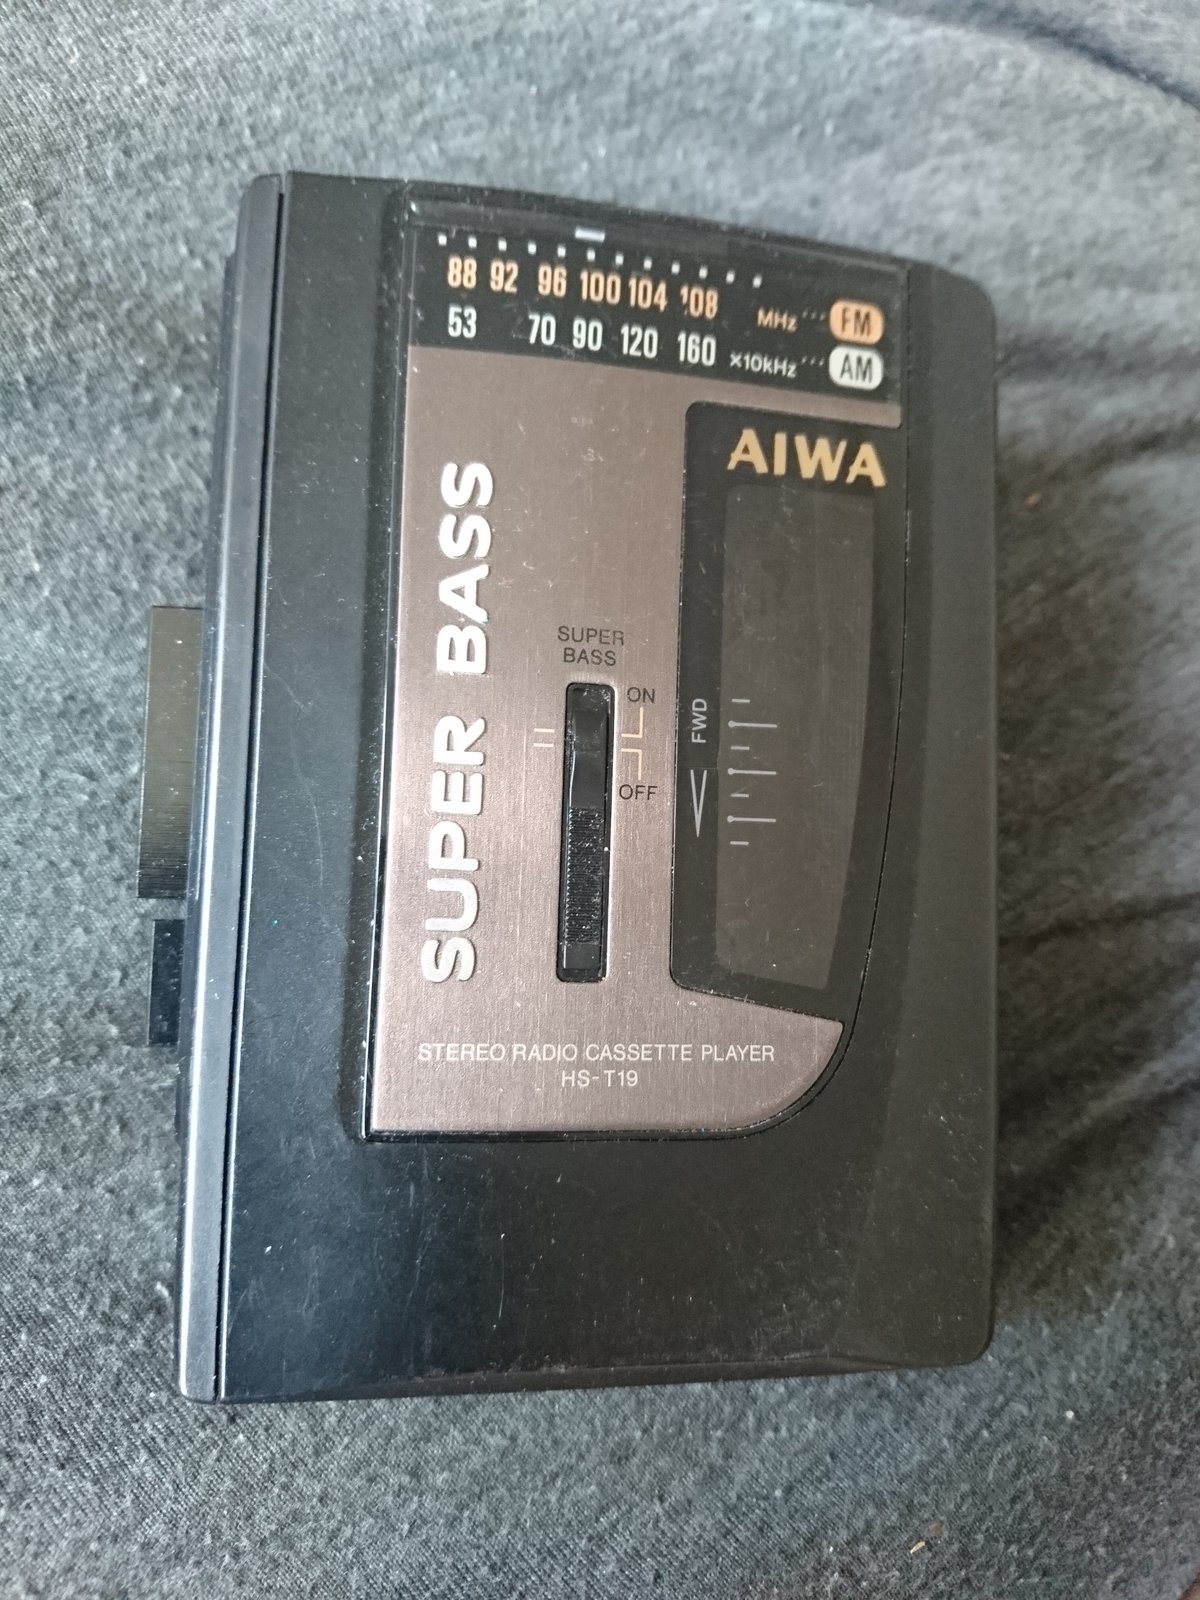 88 92 96 100 104 108 MHz FM
53 70 90 120 160 x10kHz AM
AIWA
SUPER BASS
SUPER
BASS
ON
OFF
FWD
STEREO RADIO CASSETTE PLAYER
HS-T19